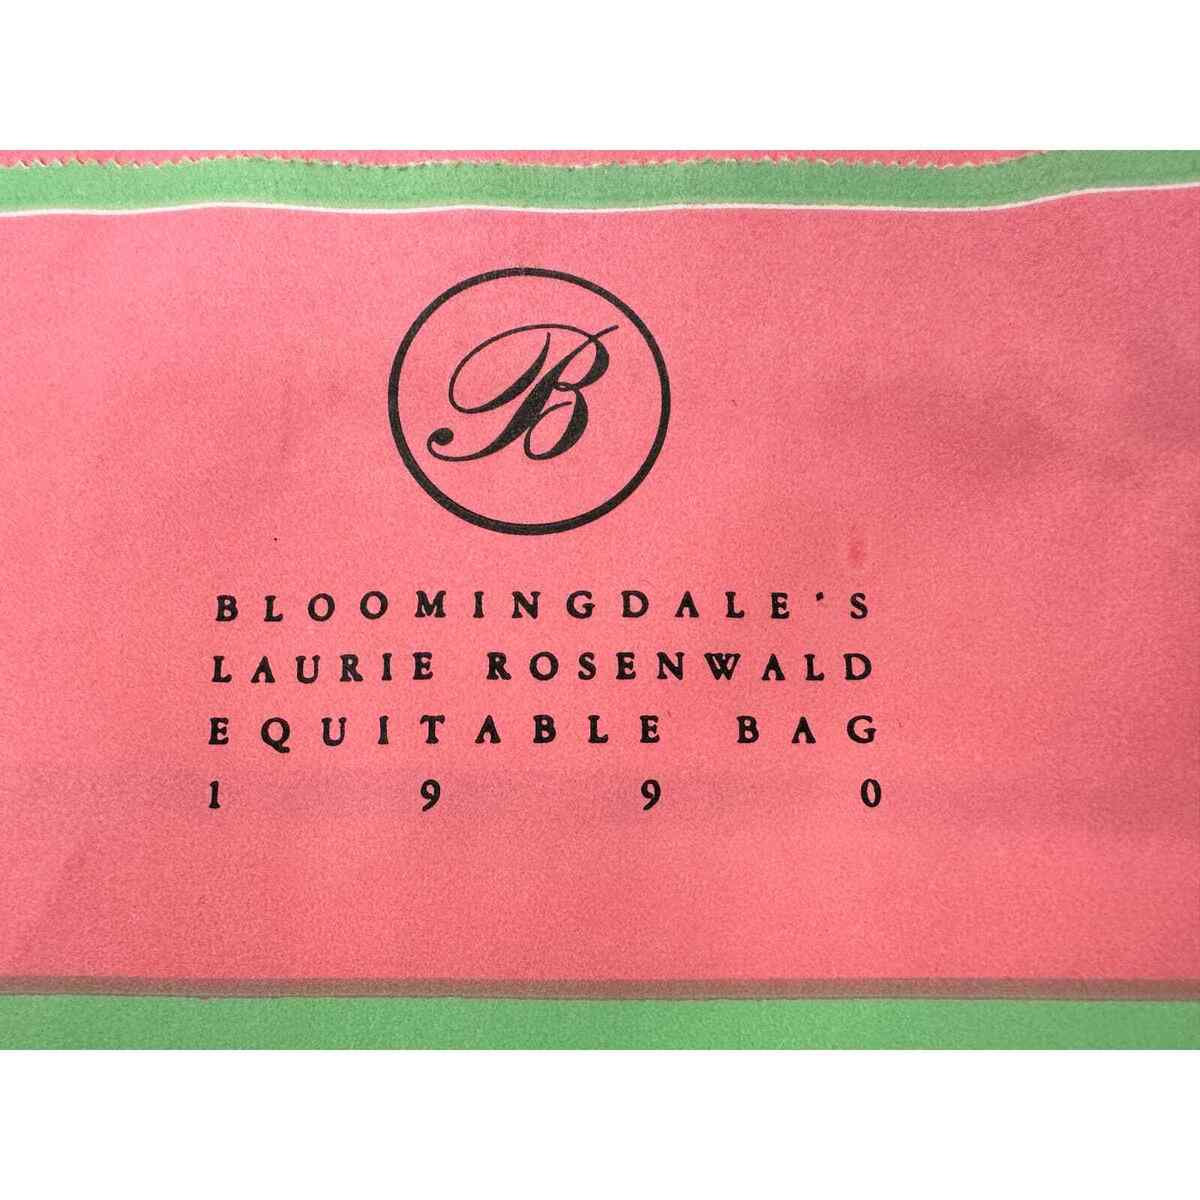 B
BLOOMINGDALE'S
LAURIE ROSENWALD
EQUITABLE BAG
1990